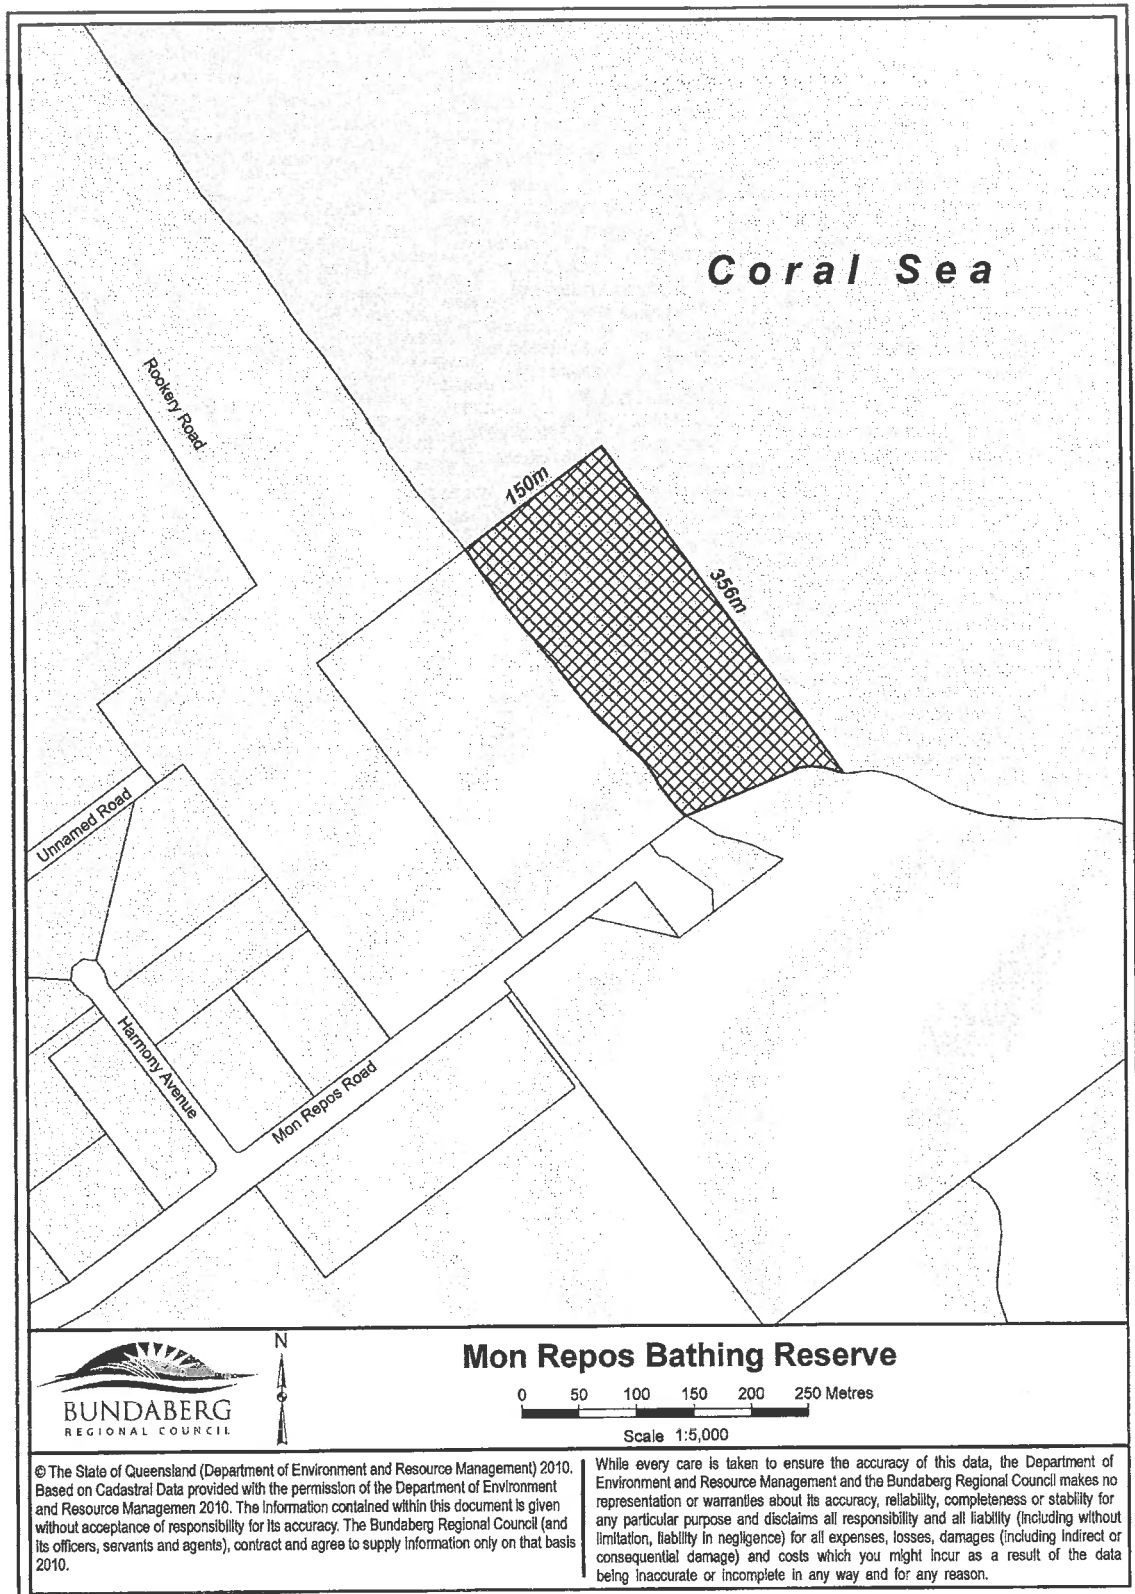 Coral Sea
Rookery Road
150m
356m
Unnamed Road
Harmony Avenue
Mon Repos Road
N
Mon Repos Bathing Reserve
0 50 100 150 200 250 Metres
Scale 1:5,000
BUNDABERG
REGIONAL COUNCIL
© The State of Queensland (Department of Environment and Resource Management) 2010.
Based on Cadastral Data provided with the permission of the Department of Environment
and Resource Managemen 2010. The Information contained within this document is given
without acceptance of responsibility for its accuracy. The Bundaberg Regional Council (and
its officers, servants and agents), contract and agree to supply information only on that basis
2010.
While every care is taken to ensure the accuracy of this data, the Department of
Environment and Resource Management and the Bundaberg Regional Council makes no
representation or warranties about its accuracy, reliability, completeness or stability for
any particular purpose and disclaims all responsibility and all liability (including without
limitation, liability in negligence) for all expenses, losses, damages (including indirect or
consequential damage) and costs which you might incur as a result of the data
being inaccurate or incomplete in any way and for any reason.